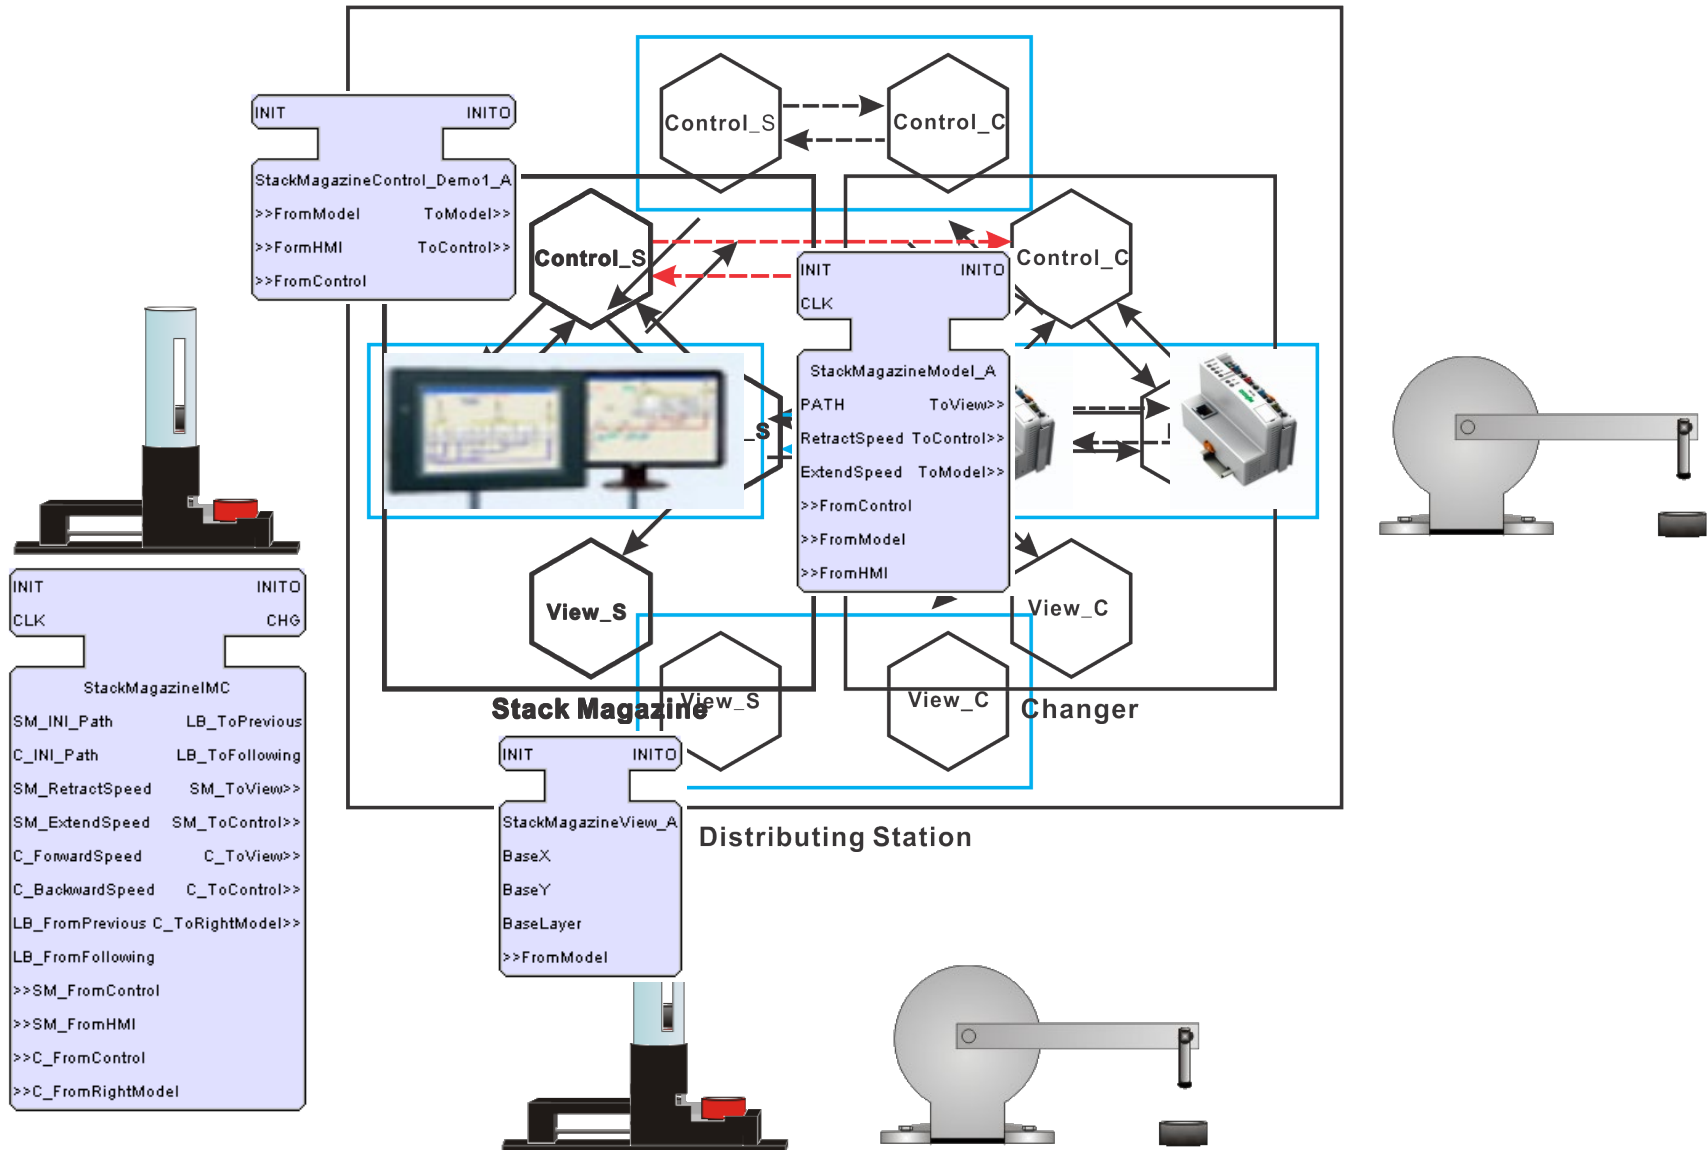 Control_S
Control_C
INIT INITO
StackMagazineControl_Demo1_A
>>FromModel ToModel>>
>>FormHMI ToControl>>
>>FromControl
Control_S
Control_C
INIT INITO
CLK
StackMagazineModel_A
PATH ToView>>
RetractSpeed ToControl>>
ExtendSpeed ToModel>>
>>FromControl
>>FromModel
>>FromHMI
_S
View_S
View_C
View_S
View_C
Stack Magazine
Changer
INIT INITO
CLK CHG
StackMagazineIMC
SM_INI_Path LB_ToPrevious
C_INI_Path LB_ToFollowing
SM_RetractSpeed SM_ToView>>
SM_ExtendSpeed SM_ToControl>>
C_ForwardSpeed C_ToView>>
C_BackwardSpeed C_ToControl>>
LB_FromPrevious C_ToRightModel>>
LB_FromFollowing
>>SM_FromControl
>>SM_FromHMI
>>C_FromControl
>>C_FromRightModel
INIT INITO
StackMagazineView_A
BaseX
BaseY
BaseLayer
>>FromModel
Distributing Station